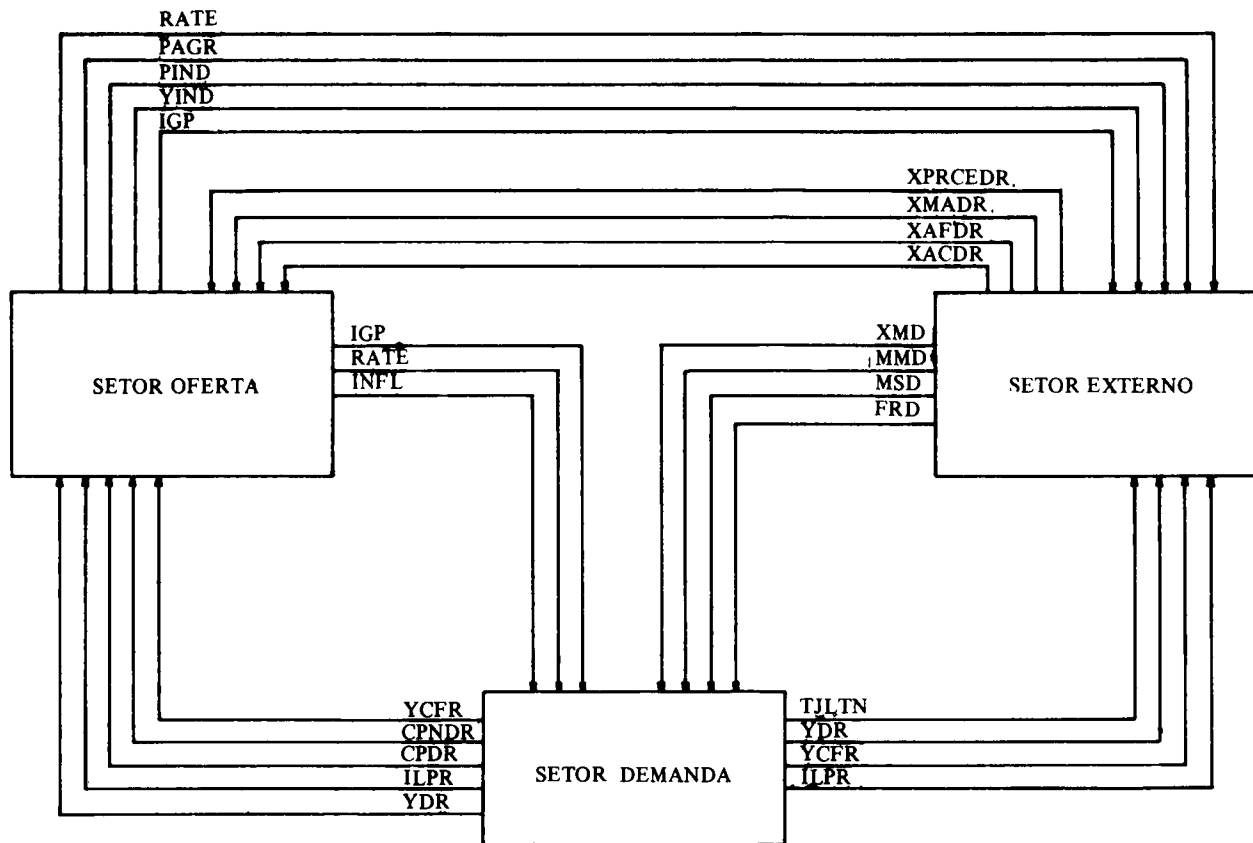 RATE
PAGR
PIND
YIND
IGP
XPRCEDR
XMADR
XAFDR
XACDR
IGP
RATE
INFL
XMD
MMD
MSD
FRD
SETOR OFERTA
SETOR EXTERNO
YCFR
CPNDR
CPDR
ILPR
YDR
TJLTN
YDR
YCFR
ILPR
SETOR DEMANDA